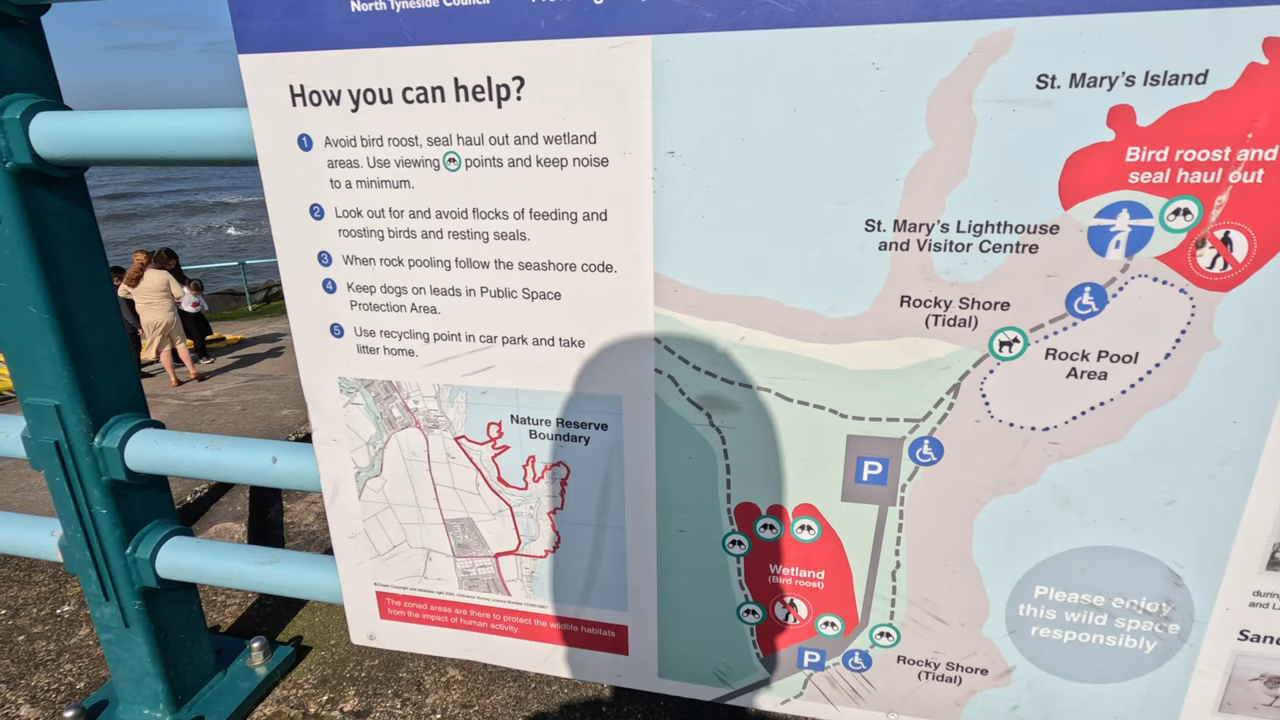 North Tyneside Council
How you can help?
1 Avoid bird roost, seal haul out and wetland
areas. Use viewing points and keep noise
to a minimum.
2 Look out for and avoid flocks of feeding and
roosting birds and resting seals.
3 When rock pooling follow the seashore code.
4 Keep dogs on leads in Public Space
Protection Area.
5 Use recycling point in car park and take
litter home.
Nature Reserve
Boundary
The zoned areas are there to protect the wildlife habitats
from the impact of human activity.
St. Mary's Island
Bird roost and
seal haul out
St. Mary's Lighthouse
and Visitor Centre
Rocky Shore
(Tidal)
Rock Pool
Area
P
Wetland
(Bird roost)
P
Rocky Shore
(Tidal)
Please enjoy
this wild space
responsibly